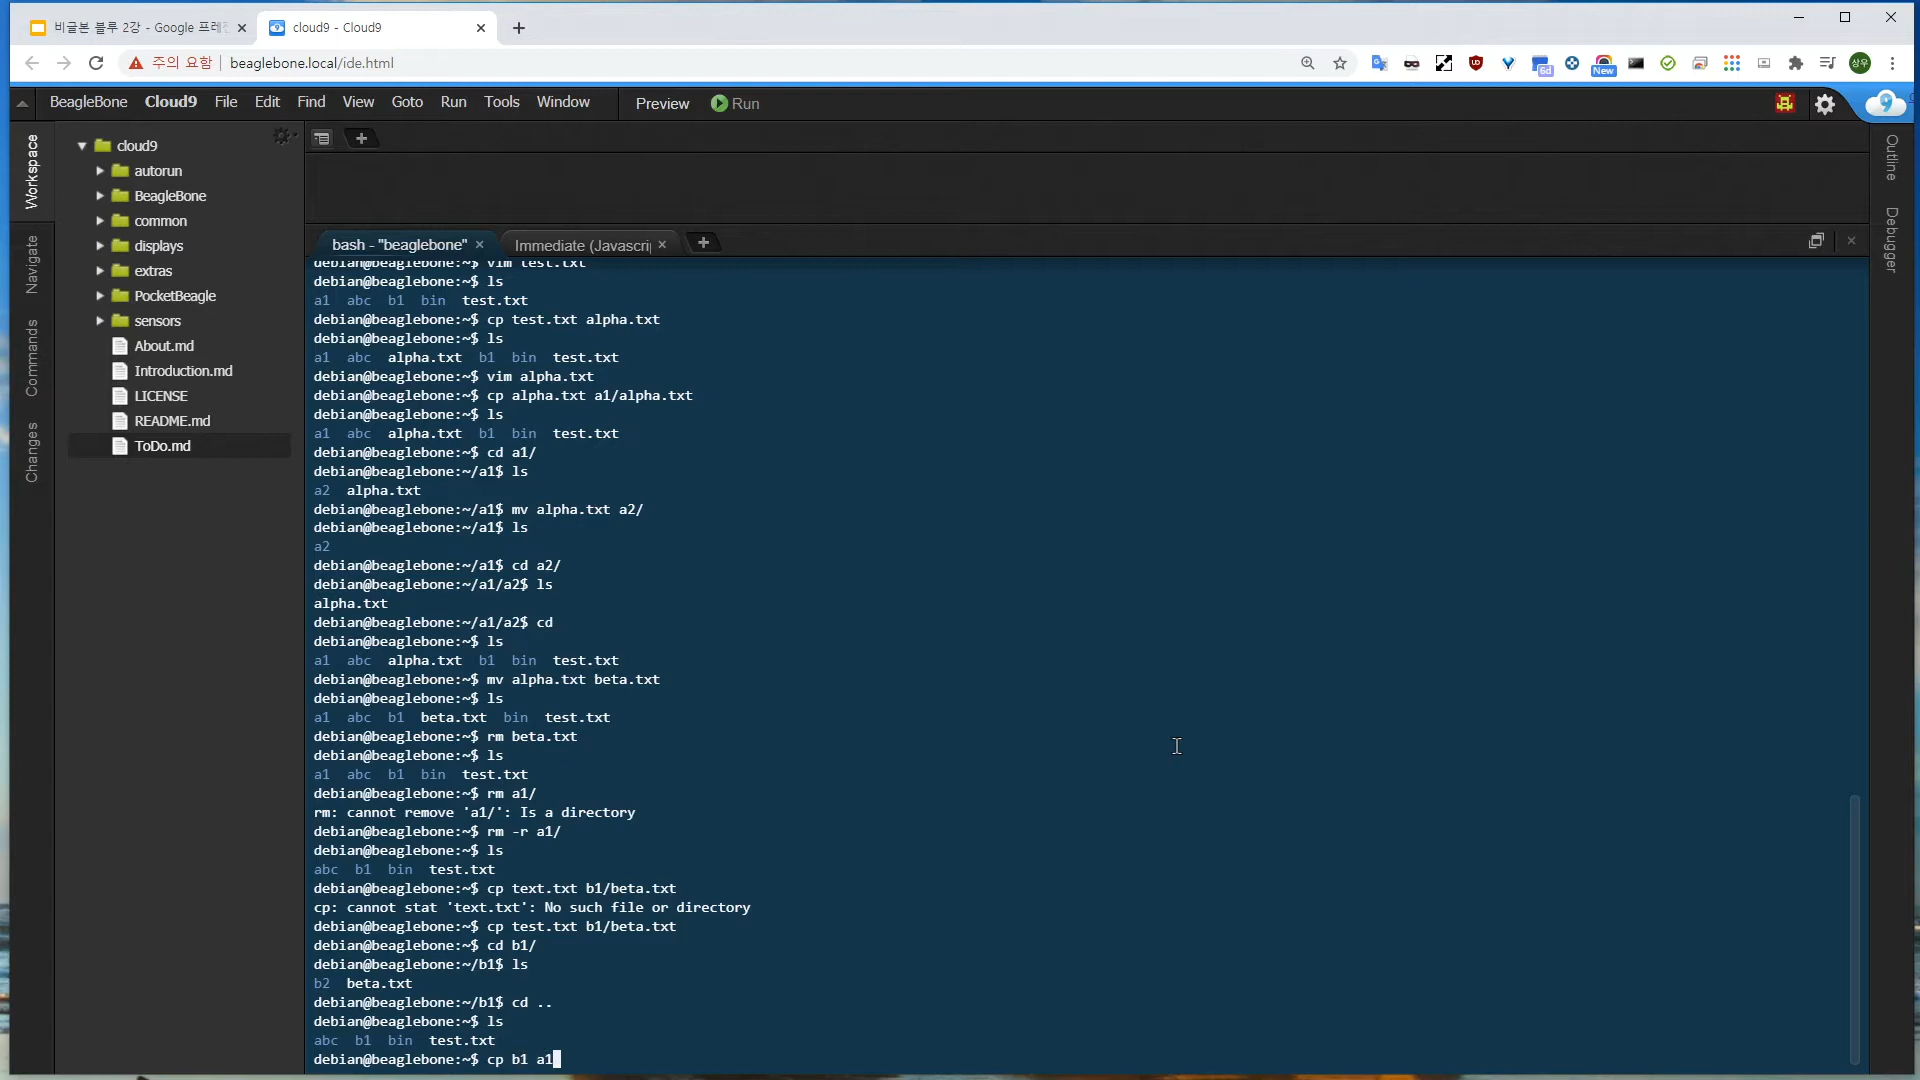 비글본 블루 2강 - Google 프레
cloud9 - Cloud9
주의 요함
beaglebone.local/ide.html
6d
New
상우
BeagleBone Cloud9 File Edit Find View Goto Run Tools Window Preview Run
Workspace
Navigate
Commands
Changes
cloud9
autorun
BeagleBone
common
displays
extras
PocketBeagle
sensors
About.md
Introduction.md
LICENSE
README.md
ToDo.md
Outline
Debugger
bash - "beaglebone"
Immediate (Javascri
debian@beaglebone:~$ vim test.txt
debian@beaglebone:~$ ls
a1 abc b1 bin test.txt
debian@beaglebone:~$ cp test.txt alpha.txt
debian@beaglebone:~$ ls
a1 abc alpha.txt b1 bin test.txt
debian@beaglebone:~$ vim alpha.txt
debian@beaglebone:~$ cp alpha.txt a1/alpha.txt
debian@beaglebone:~$ ls
a1 abc alpha.txt b1 bin test.txt
debian@beaglebone:~$ cd a1/
debian@beaglebone:~/a1$ ls
a2 alpha.txt
debian@beaglebone:~/a1$ mv alpha.txt a2/
debian@beaglebone:~/a1$ ls
a2
debian@beaglebone:~/a1$ cd a2/
debian@beaglebone:~/a1/a2$ ls
alpha.txt
debian@beaglebone:~/a1/a2$ cd
debian@beaglebone:~$ ls
a1 abc alpha.txt b1 bin test.txt
debian@beaglebone:~$ mv alpha.txt beta.txt
debian@beaglebone:~$ ls
a1 abc b1 beta.txt bin test.txt
debian@beaglebone:~$ rm beta.txt
debian@beaglebone:~$ ls
a1 abc b1 bin test.txt
debian@beaglebone:~$ rm a1/
rm: cannot remove 'a1/': Is a directory
debian@beaglebone:~$ rm -r a1/
debian@beaglebone:~$ ls
abc b1 bin test.txt
debian@beaglebone:~$ cp text.txt b1/beta.txt
cp: cannot stat 'text.txt': No such file or directory
debian@beaglebone:~$ cp test.txt b1/beta.txt
debian@beaglebone:~$ cd b1/
debian@beaglebone:~/b1$ ls
b2 beta.txt
debian@beaglebone:~/b1$ cd ..
debian@beaglebone:~$ ls
abc b1 bin test.txt
debian@beaglebone:~$ cp b1 a1